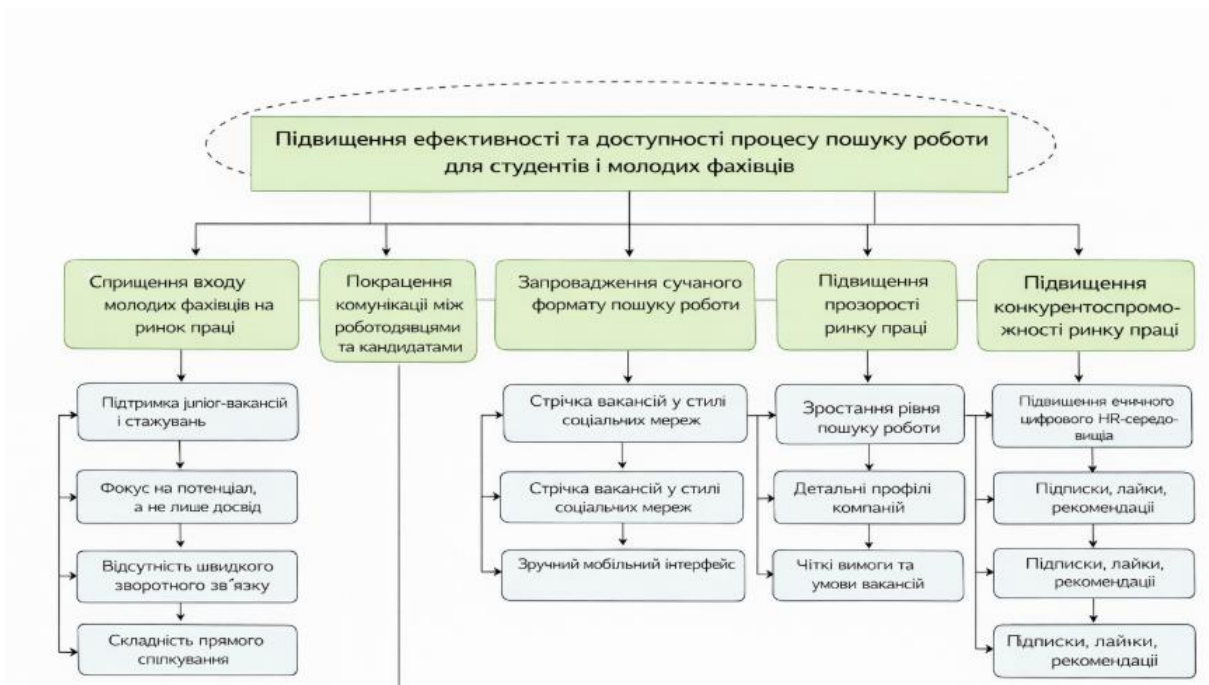 Підвищення ефективності та доступності процесу пошуку роботи
для студентів і молодих фахівців
Сприщення входу
молодих фахівців на
ринок праці
Покрацення
комунікації між
роботодявцями
та кандидатами
Запровадження сучаного
формату пошуку роботи
Підвищення
прозорості
ринку праці
Підвищення
конкурентоспромо-
жності ринку праці
Підтримка junior-вакансій
і стажувань
Фокус на потенціал,
а не лише досвід
Відсутність швидкого
зворотного зв´язку
Складність прямого
спілкування
Стрічка вакансій у стилі
соціальних мереж
Стрічка вакансій у стилі
соціальних мереж
Зручний мобільний інтерфейс
Зростання рівня
пошуку роботи
Детальні профілі
компаній
Чіткі вимоги та
умови вакансій
Підвищення
цифрового HR-середо-
Підписки, лайки,
рекомендації
Підписки, лайки,
рекомендації
Підписки, лайки,
рекомендації